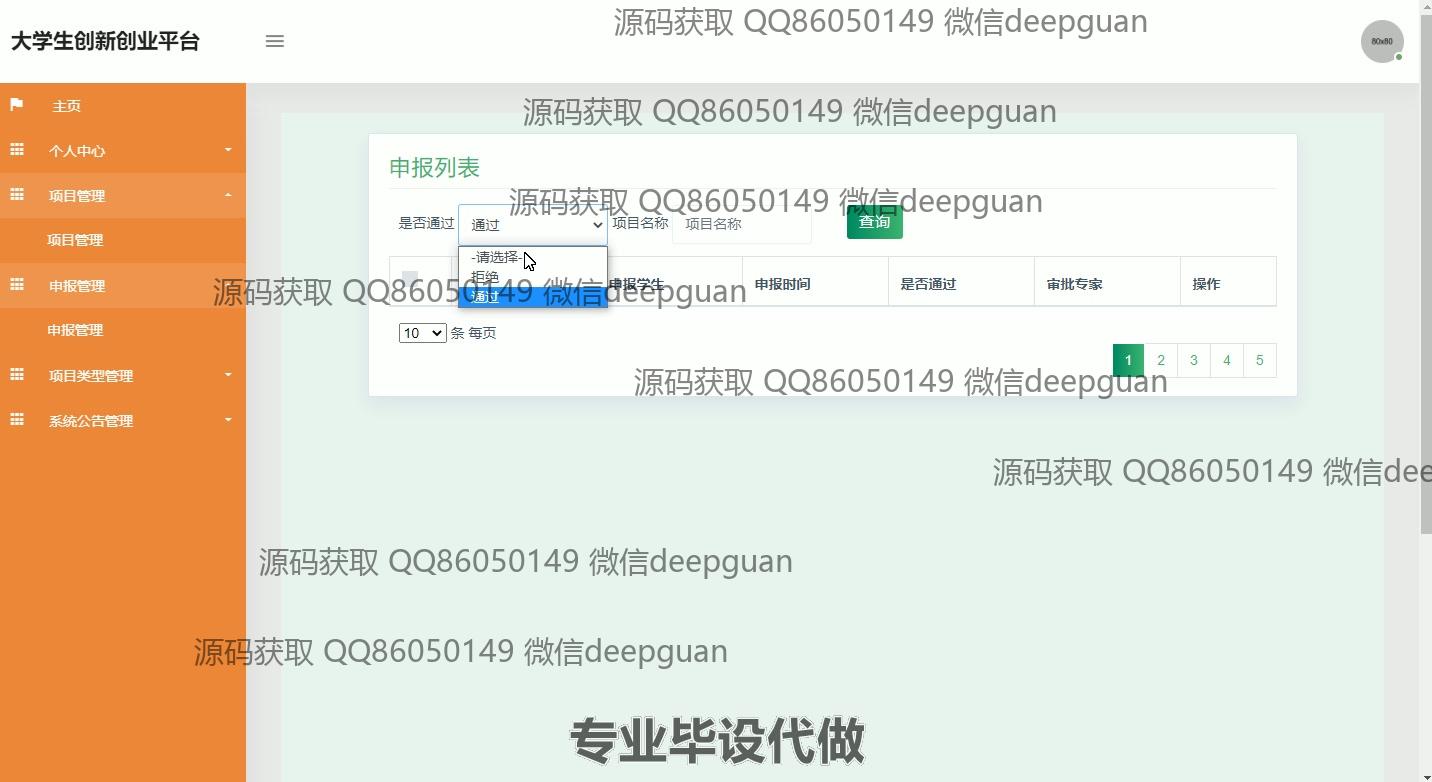 大学生创新创业平台
源码获取 QQ86050149 微信deepguan
80x80
主页
源码获取 QQ86050149 微信deepguan
个人中心
申报列表
项目管理
源码获取 QQ86050149 微信deepguan
是否通过 通过 项目名称 项目名称 查询
项目管理
-请选择-
拒绝
通过
申报学生 申报时间 是否通过 审批专家 操作
申报管理
源码获取 QQ86050149 微信deepguan
申报管理
10 条 每页
1 2 3 4 5
项目类型管理
源码获取 QQ86050149 微信deepguan
系统公告管理
源码获取 QQ86050149 微信dee
源码获取 QQ86050149 微信deepguan
源码获取 QQ86050149 微信deepguan
专业毕设代做